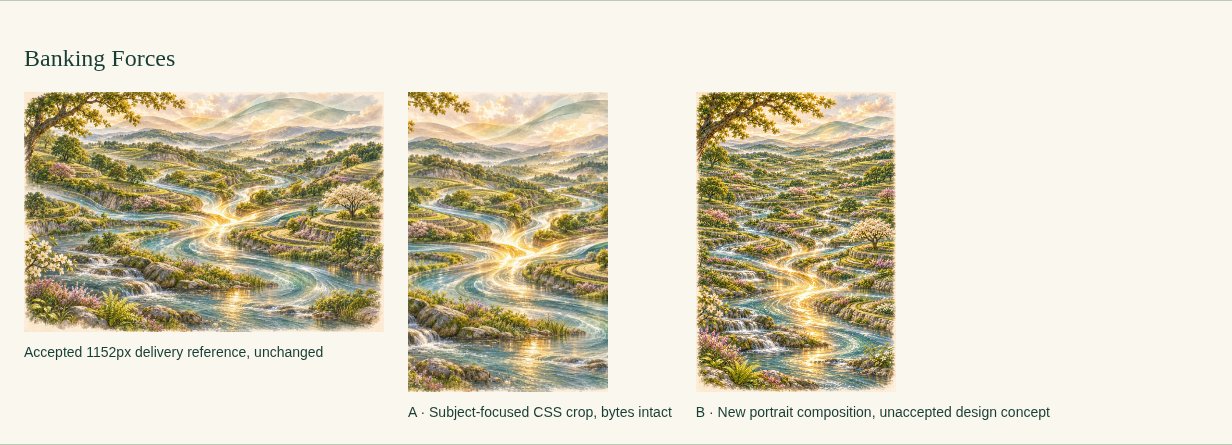 Banking Forces
Accepted 1152px delivery reference, unchanged
A · Subject-focused CSS crop, bytes intact
B · New portrait composition, unaccepted design concept